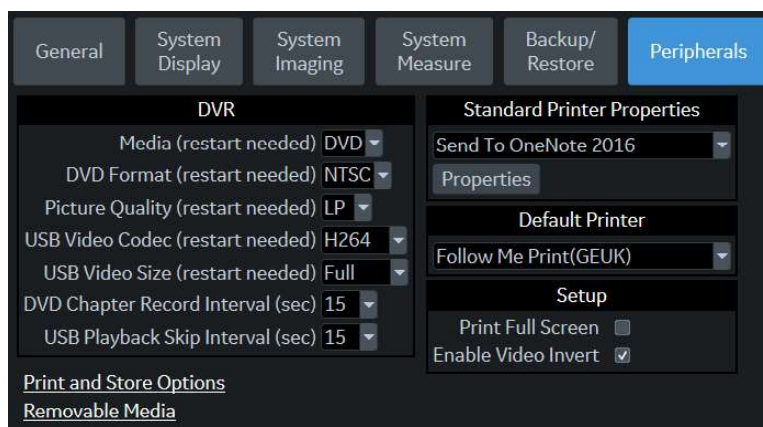 General
System
Display
System
Imaging
System
Measure
Backup/
Restore
Peripherals
DVR
Media (restart needed) DVD
DVD Format (restart needed) NTSC
Picture Quality (restart needed) LP
USB Video Codec (restart needed) H264
USB Video Size (restart needed) Full
DVD Chapter Record Interval (sec) 15
USB Playback Skip Interval (sec) 15
Print and Store Options
Removable Media
Standard Printer Properties
Send To OneNote 2016
Properties
Default Printer
Follow Me Print(GEUK)
Setup
Print Full Screen
Enable Video Invert